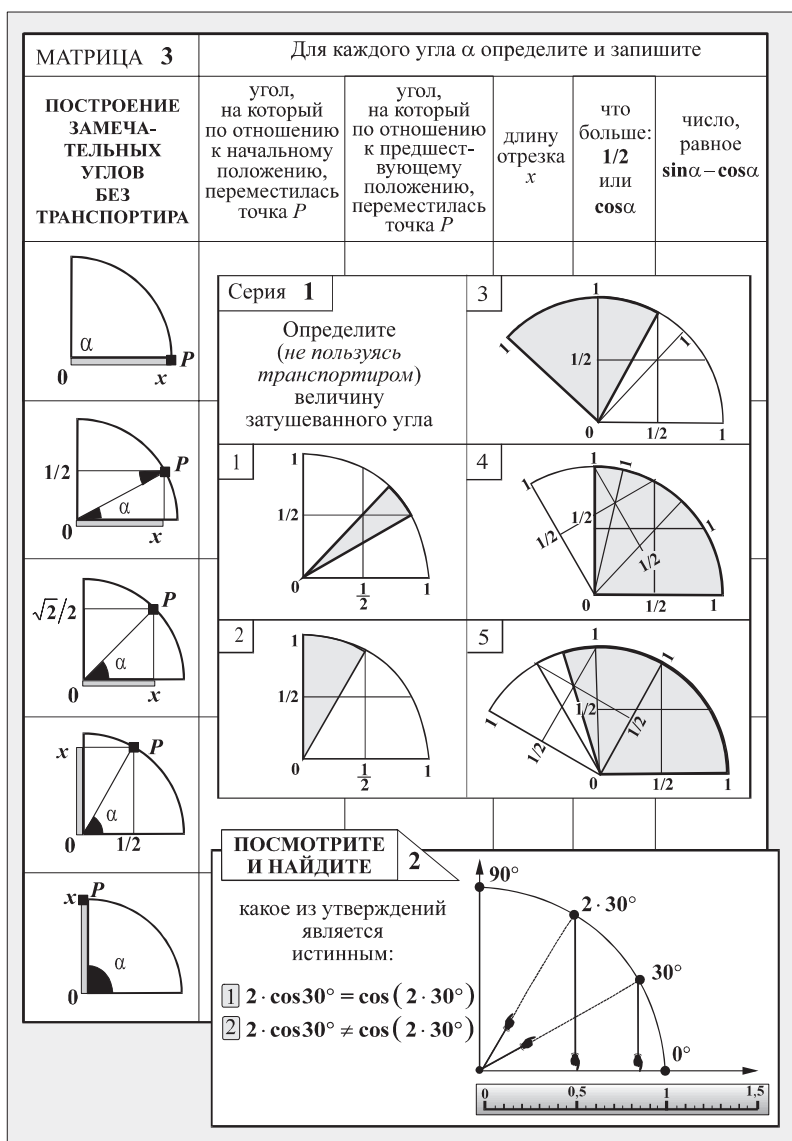 МАТРИЦА 3
Для каждого угла α определите и запишите
ПОСТРОЕНИЕ
ЗАМЕЧА-
ТЕЛЬНЫХ
УГЛОВ
БЕЗ
ТРАНСПОРТИРА
угол,
на который
по отношению
к начальному
положению,
переместилась
точка P
угол,
на который
по отношению
к предшест-
вующему
положению,
переместилась
точка P
длину
отрезка
x
что
больше:
1/2
или
cosα
число,
равное
sinα – cosα
α
P
0
x
1/2
P
α
0
x
√2/2
P
α
0
x
x
P
α
0
1/2
x
P
α
0
Серия 1
Определите
(не пользуясь
транспортиром)
величину
затушеванного угла
1
1
1/2
0
1/2
1
2
1
1/2
0
1/2
1
3
1
1
1
1/2
0
1/2
1
4
1
1
1
1/2
1/2
1/2
1
0
1/2
1
5
1
1
1
1/2
1/2
1/2
0
1/2
1
ПОСМОТРИТЕ
И НАЙДИТЕ
2
какое из утверждений
является
истинным:
1 2 · cos30° = cos ( 2 · 30°)
2 2 · cos30° ≠ cos ( 2 · 30°)
90°
2 · 30°
30°
0°
0 0,5 1 1,5